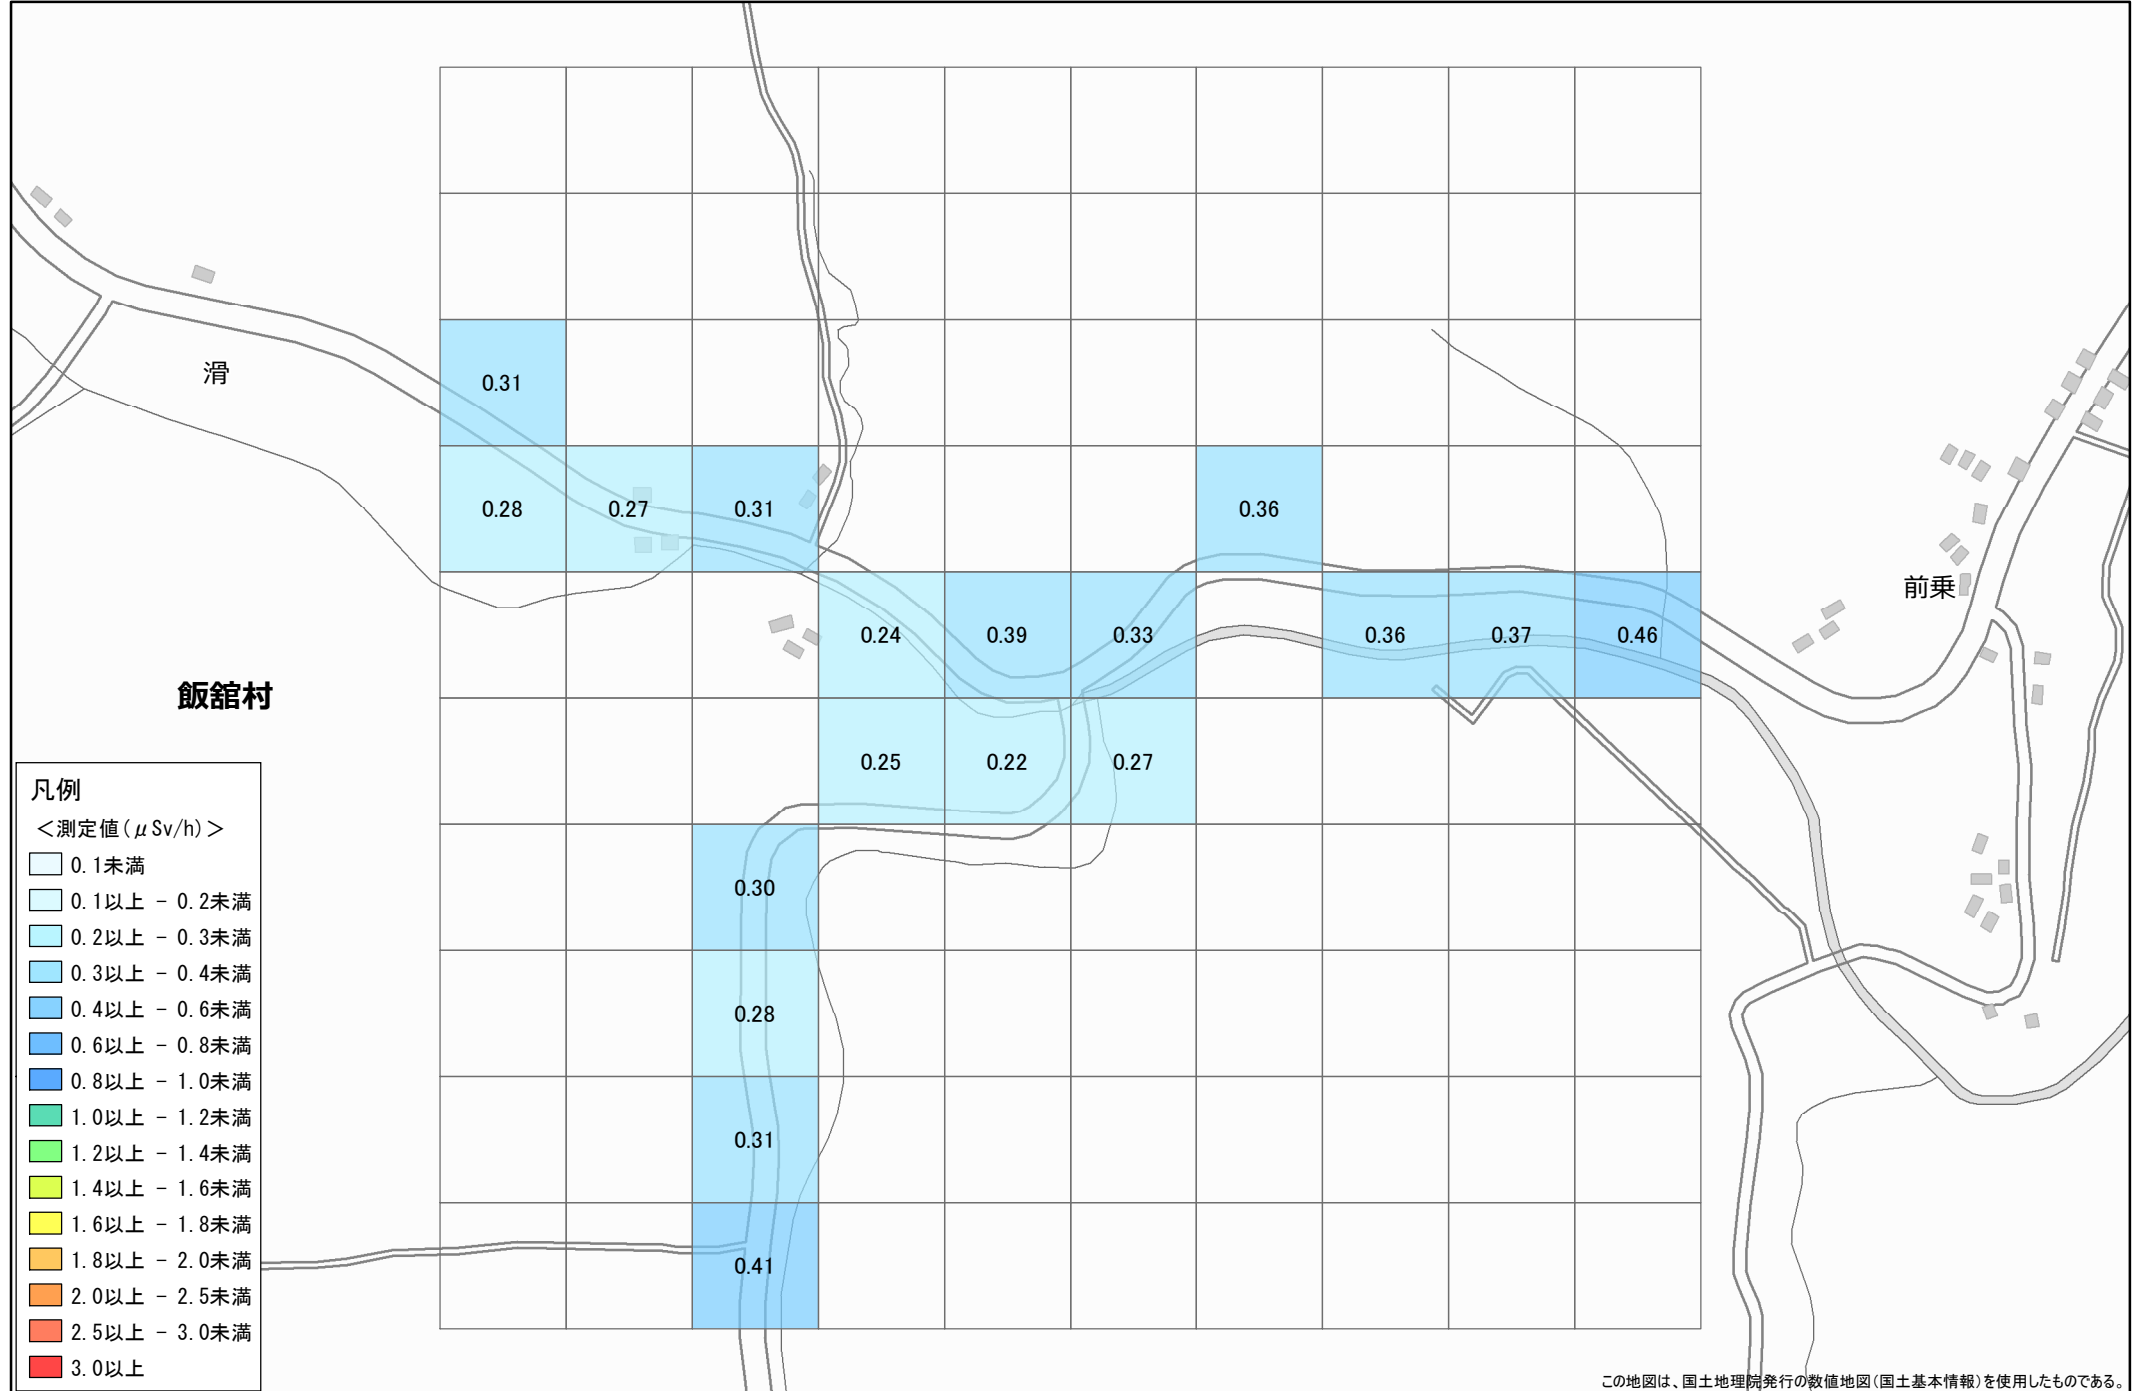 0.31
滑
0.28 0.27 0.31 0.36
前乗
0.24 0.39 0.33 0.36 0.37 0.46
飯舘村
0.25 0.22 0.27
凡例
<測定値(μSv/h)>
0.1未満
0.1以上 - 0.2未満
0.2以上 - 0.3未満
0.3以上 - 0.4未満
0.4以上 - 0.6未満
0.6以上 - 0.8未満
0.8以上 - 1.0未満
1.0以上 - 1.2未満
1.2以上 - 1.4未満
1.4以上 - 1.6未満
1.6以上 - 1.8未満
1.8以上 - 2.0未満
2.0以上 - 2.5未満
2.5以上 - 3.0未満
3.0以上
0.30
0.28
0.31
0.41
この地図は、国土地理院発行の数値地図(国土基本情報)を使用したものである。